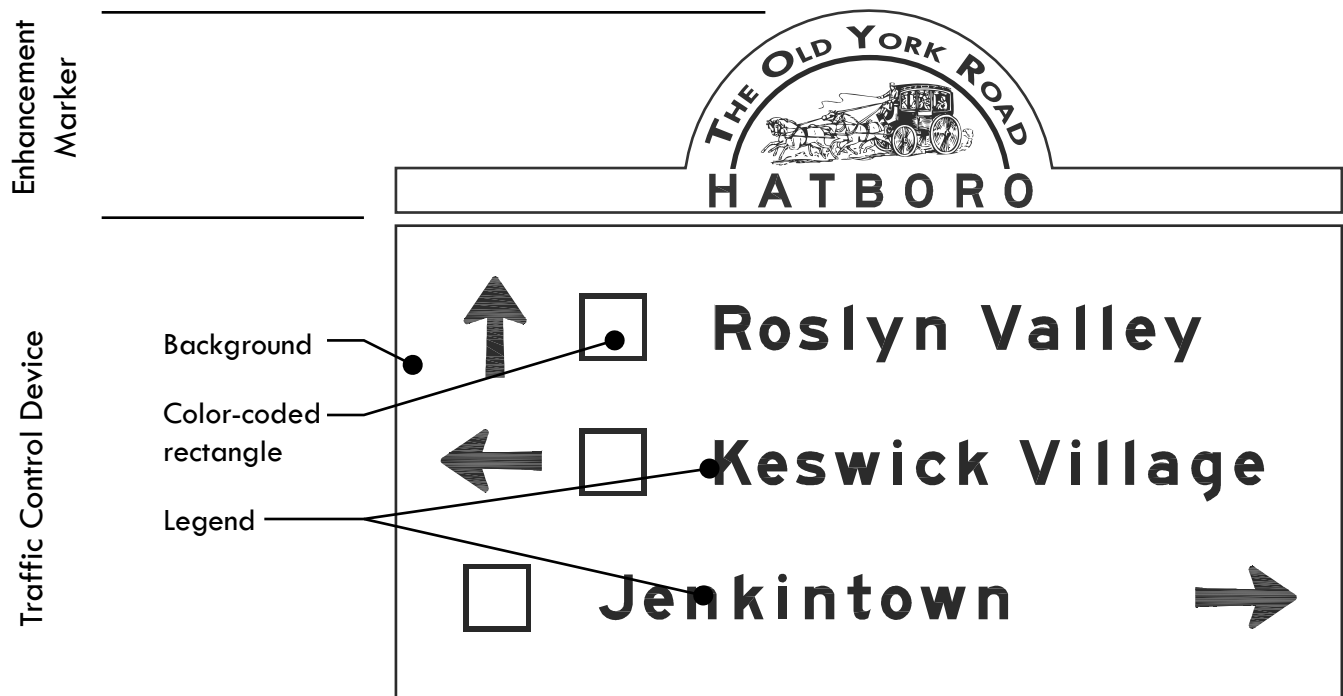 Enhancement
Marker
THE OLD YORK ROAD
HATBORO
Traffic Control Device
Background
Color-coded
rectangle
Legend
Roslyn Valley
Keswick Village
Jenkintown